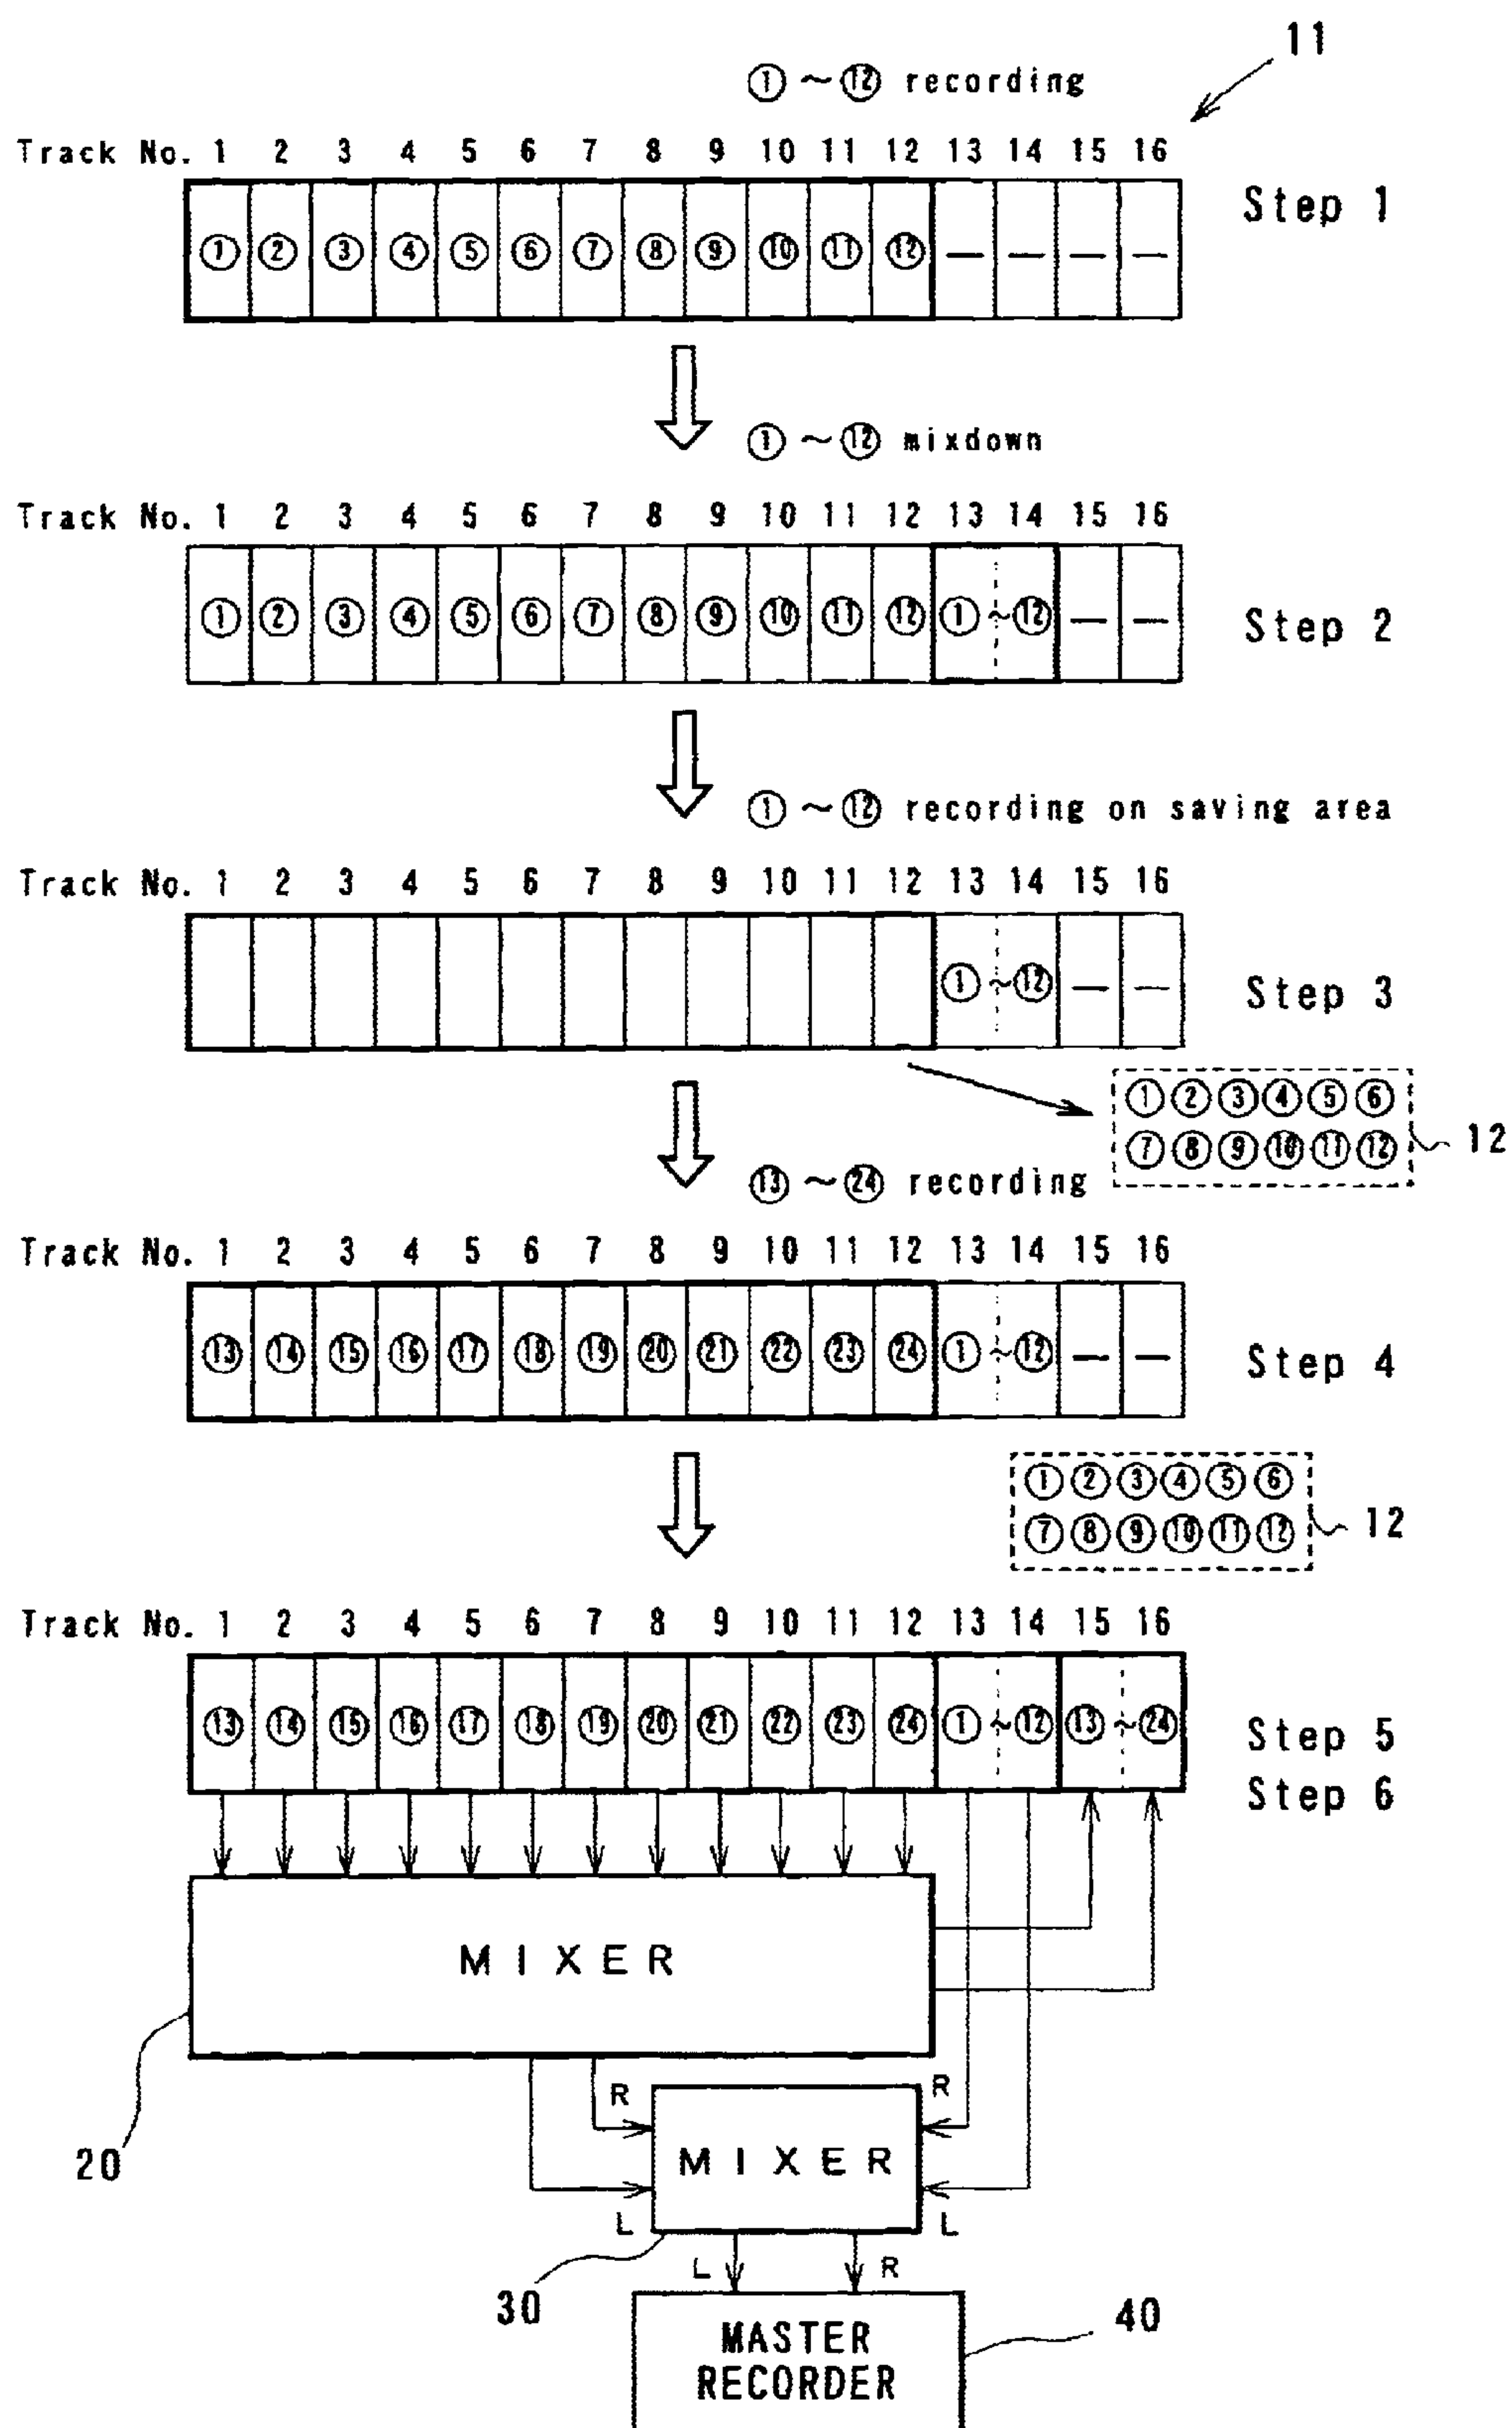 11
① ~ ⑫ recording
Track No. 1 2 3 4 5 6 7 8 9 10 11 12 13 14 15 16
Step 1
① ② ③ ④ ⑤ ⑥ ⑦ ⑧ ⑨ ⑩ ⑪ ⑫ — — — —
① ~ ⑫ mixdown
Track No. 1 2 3 4 5 6 7 8 9 10 11 12 13 14 15 16
① ② ③ ④ ⑤ ⑥ ⑦ ⑧ ⑨ ⑩ ⑪ ⑫ ① ~ ⑫ — —
Step 2
① ~ ⑫ recording on saving area
Track No. 1 2 3 4 5 6 7 8 9 10 11 12 13 14 15 16
① ~ ⑫ — —
Step 3
① ② ③ ④ ⑤ ⑥
⑦ ⑧ ⑨ ⑩ ⑪ ⑫
12
⑬ ~ ㉔ recording
Track No. 1 2 3 4 5 6 7 8 9 10 11 12 13 14 15 16
⑬ ⑭ ⑮ ⑯ ⑰ ⑱ ⑲ ⑳ ㉑ ㉒ ㉓ ㉔ ① ~ ⑫ — —
Step 4
① ② ③ ④ ⑤ ⑥
⑦ ⑧ ⑨ ⑩ ⑪ ⑫
12
Track No. 1 2 3 4 5 6 7 8 9 10 11 12 13 14 15 16
⑬ ⑭ ⑮ ⑯ ⑰ ⑱ ⑲ ⑳ ㉑ ㉒ ㉓ ㉔ ① ~ ⑫ ⑬ ~ ㉔
Step 5
Step 6
MIXER
20
R
R
MIXER
L
L
30
L
R
40
MASTER
RECORDER